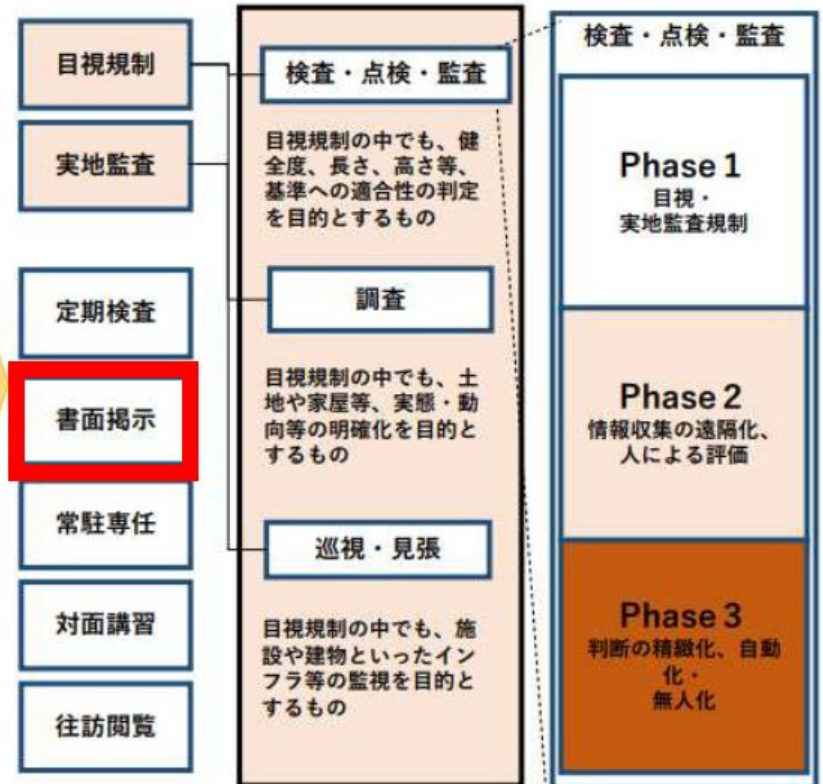 目視規制
実地監査
定期検査
書面掲示
常駐専任
対面講習
往訪閲覧
検査・点検・監査
目視規制の中でも、健
全度、長さ、高さ等、
基準への適合性の判定
を目的とするもの
調査
目視規制の中でも、土
地や家屋等、実態・動
向等の明確化を目的と
するもの
巡視・見張
目視規制の中でも、施
設や建物といったイン
フラ等の監視を目的と
するもの
検査・点検・監査
Phase 1
目視・
実地監査規制
Phase 2
情報収集の遠隔化、
人による評価
Phase 3
判断の精緻化、自動
化・
無人化